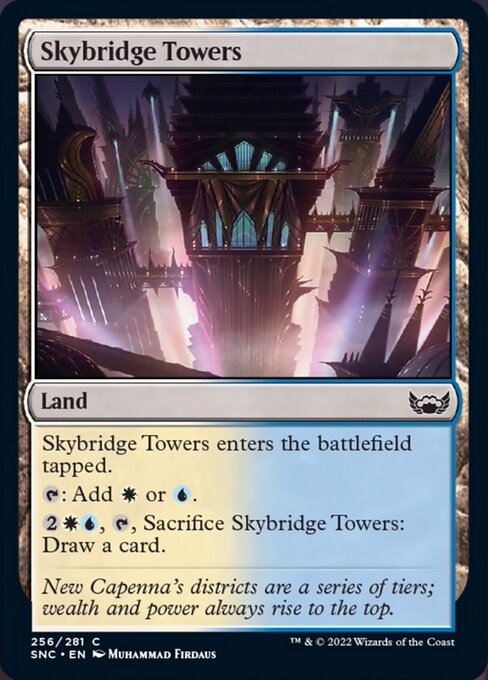 Skybridge Towers
Land
Skybridge Towers enters the battlefield
tapped.
: Add or .
2, , Sacrifice Skybridge Towers:
Draw a card.
New Capenna's districts are a series of tiers;
wealth and power always rise to the top.
256/281 C
SNC • EN Muhammad Firdaus
™ & © 2022 Wizards of the Coast